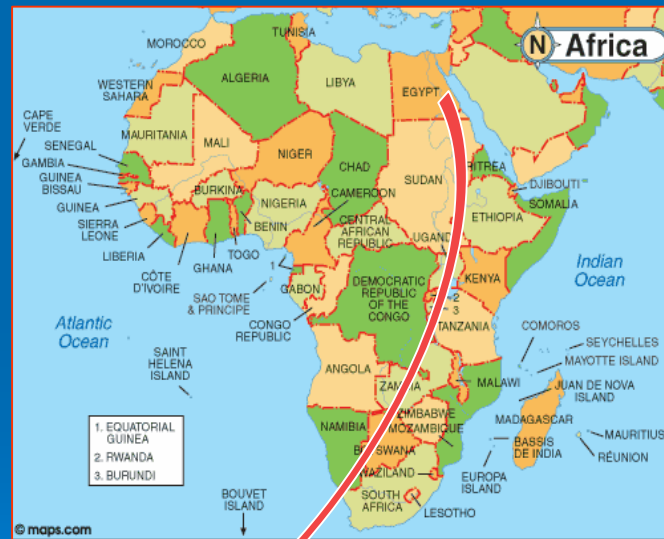 N Africa
TUNISIA
MOROCCO
ALGERIA
LIBYA
EGYPT
WESTERN
SAHARA
CAPE
VERDE
MAURITANIA
MALI
NIGER
CHAD
SUDAN
ERITREA
DJIBOUTI
SENEGAL
GAMBIA
GUINEA
BISSAU
GUINEA
SIERRA
LEONE
LIBERIA
CÔTE
D'IVOIRE
BURKINA
GHANA
TOGO
BENIN
NIGERIA
CAMEROON
CENTRAL
AFRICAN
REPUBLIC
ETHIOPIA
SOMALIA
UGANDA
KENYA
1
SAO TOME
& PRINCIPE
GABON
CONGO
REPUBLIC
DEMOCRATIC
REPUBLIC
OF THE
CONGO
2
3
TANZANIA
Indian
Ocean
Atlantic
Ocean
SAINT
HELENA
ISLAND
COMOROS
SEYCHELLES
MAYOTTE ISLAND
JUAN DE NOVA
ISLAND
ANGOLA
ZAMBIA
MALAWI
ZIMBABWE
MOZAMBIQUE
MADAGASCAR
MAURITIUS
RÉUNION
BASSIS
DE INDIA
EUROPA
ISLAND
NAMIBIA
BOTSWANA
SWAZILAND
SOUTH
AFRICA
LESOTHO
1. EQUATORIAL
GUINEA
2. RWANDA
3. BURUNDI
BOUVET
ISLAND
© maps.com